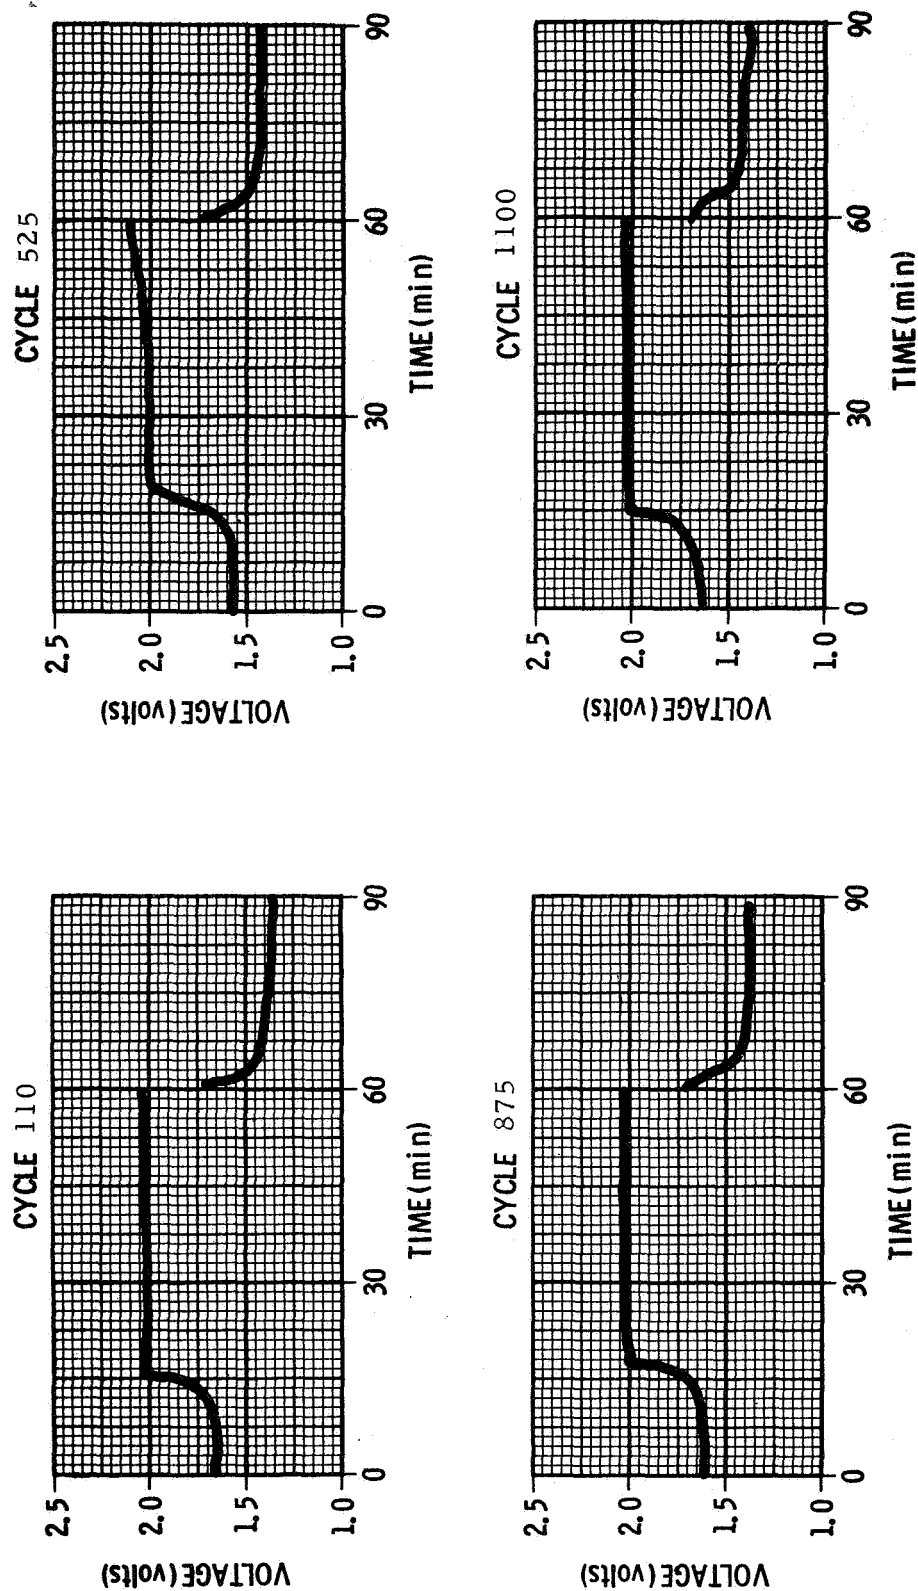 CYCLE 110
VOLTAGE (volts)
2.5
2.0
1.5
1.0
0
30
60
90
TIME (min)
CYCLE 525
VOLTAGE (volts)
2.5
2.0
1.5
1.0
0
30
60
90
TIME (min)
CYCLE 875
VOLTAGE (volts)
2.5
2.0
1.5
1.0
0
30
60
90
TIME (min)
CYCLE 1100
VOLTAGE (volts)
2.5
2.0
1.5
1.0
0
30
60
90
TIME (min)